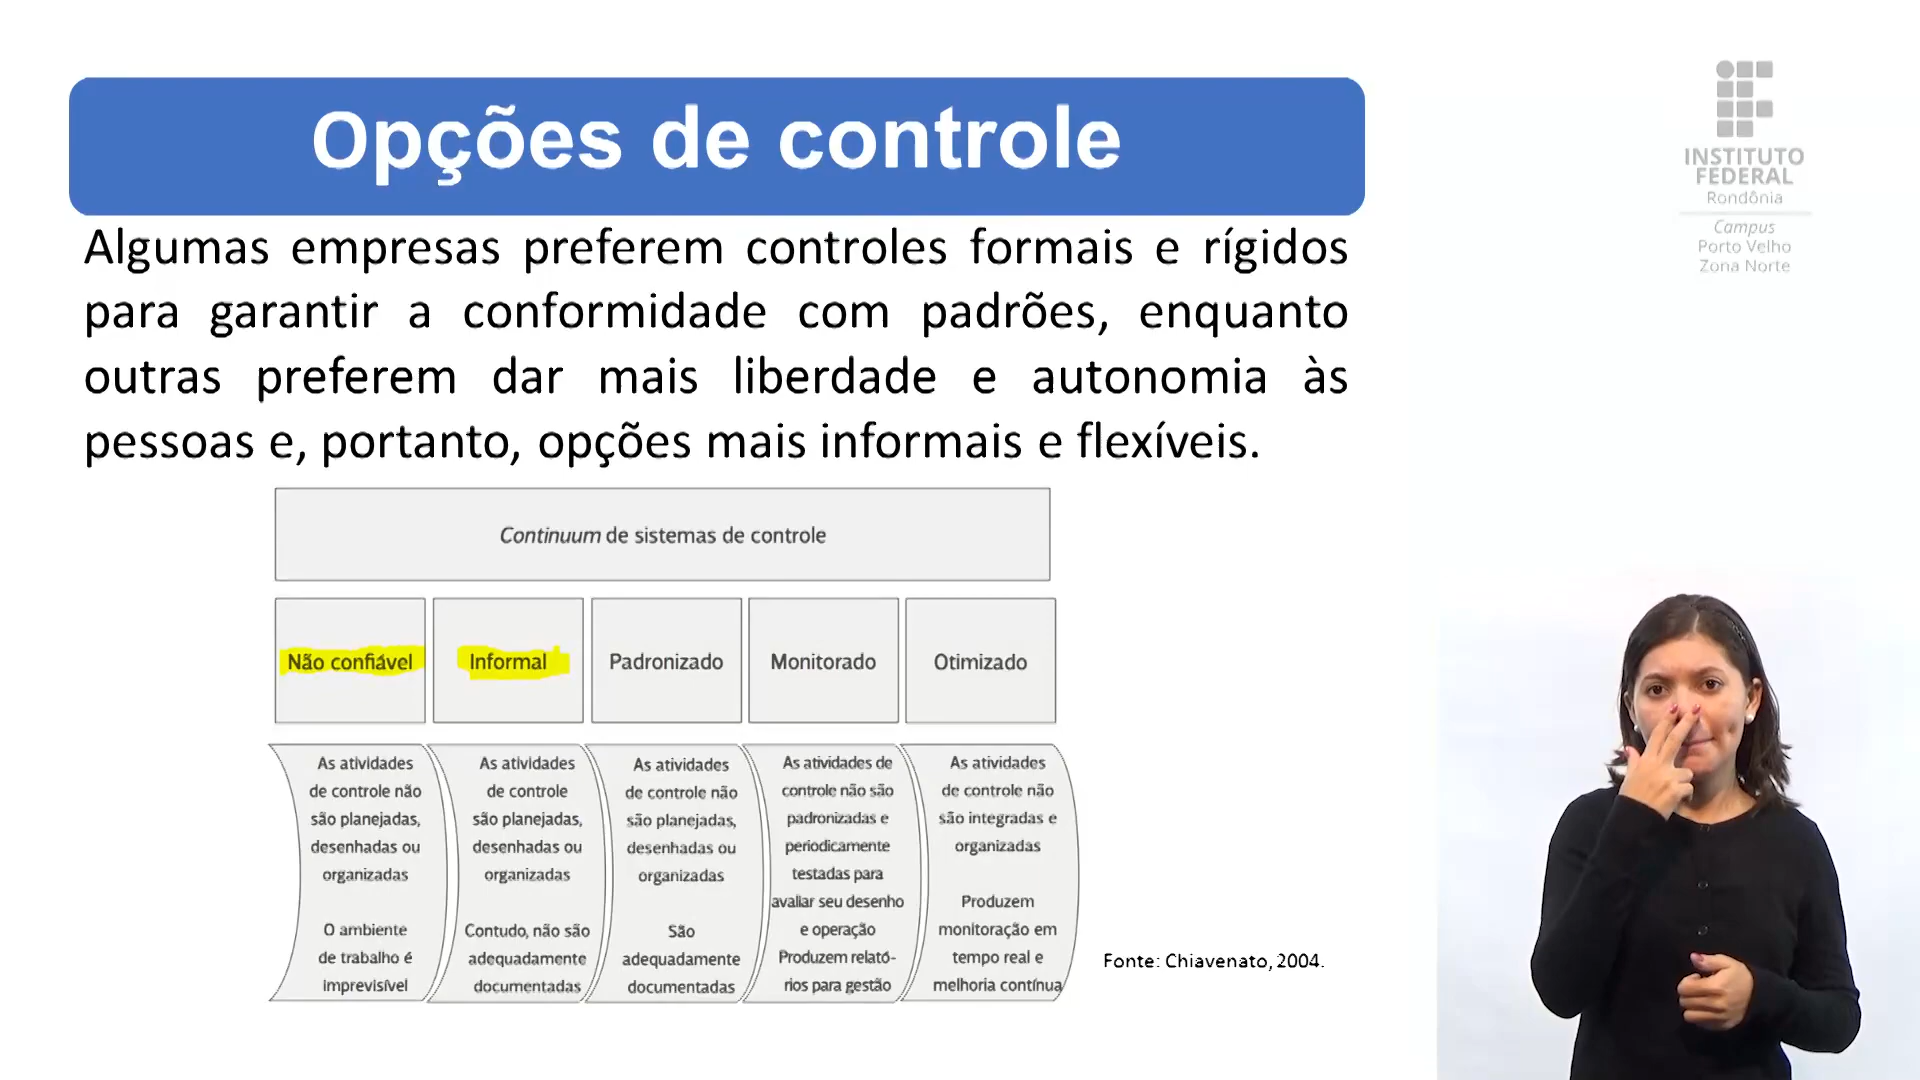 Opções de controle
INSTITUTO
FEDERAL
Rondônia
Campus
Porto Velho
Zona Norte
Algumas empresas preferem controles formais e rígidos
para garantir a conformidade com padrões, enquanto
outras preferem dar mais liberdade e autonomia às
pessoas e, portanto, opções mais informais e flexíveis.
Continuum de sistemas de controle
Não confiável
Informal
Padronizado
Monitorado
Otimizado
As atividades
de controle não
são planejadas,
desenhadas ou
organizadas
O ambiente
de trabalho é
imprevisível
As atividades
de controle
são planejadas,
desenhadas ou
organizadas
Contudo, não são
adequadamente
documentadas
As atividades
de controle não
são planejadas,
desenhadas ou
organizadas
São
adequadamente
documentadas
As atividades de
controle não são
padronizadas e
periodicamente
testadas para
avaliar seu desenho
e operação
Produzem relató-
rios para gestão
As atividades
de controle não
são integradas e
organizadas
Produzem
monitoração em
tempo real e
melhoria contínua
Fonte: Chiavenato, 2004.